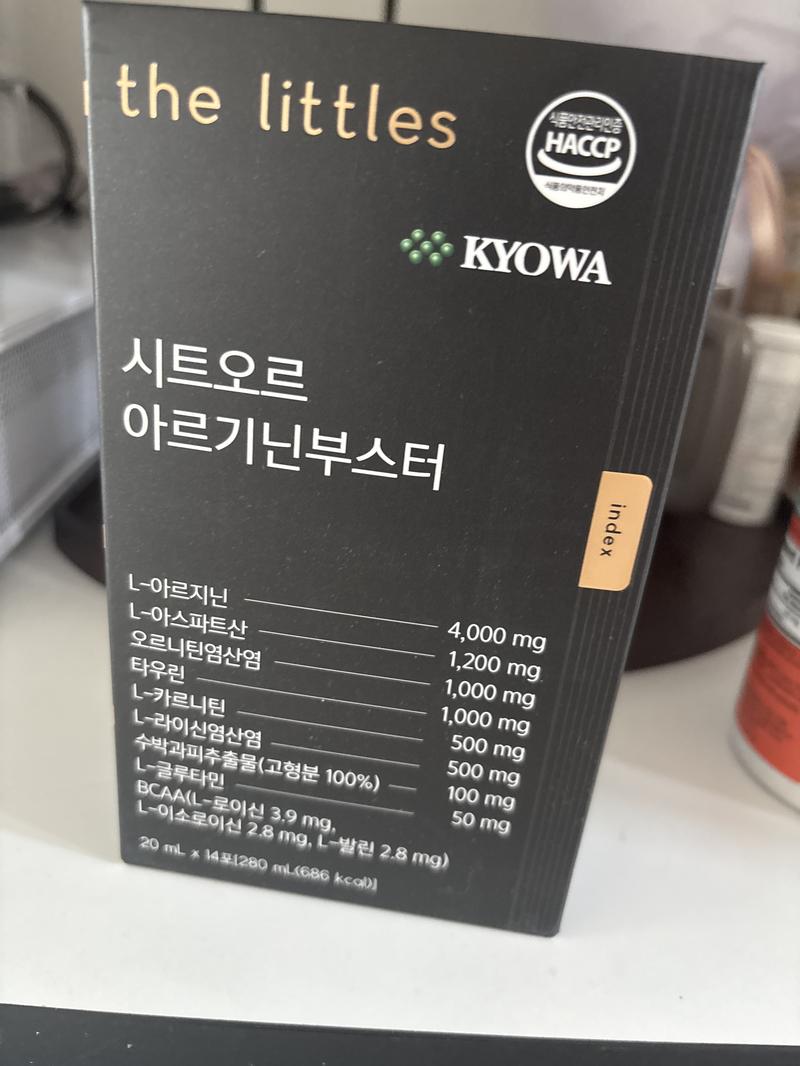 the littles
식품안전관리인증
HACCP
식품의약품안전처
KYOWA
시트오르
아르기닌부스터
index
L-아르지닌 4,000 mg
L-아스파트산 1,200 mg
오르니틴염산염 1,000 mg
타우린 1,000 mg
L-카르니틴 500 mg
L-라이신염산염 500 mg
수박과피추출물(고형분 100%) 100 mg
L-글루타민 50 mg
BCAA(L-로이신 3.9 mg,
L-이소로이신 2.8 mg, L-발린 2.8 mg)
20 mL x 14포[280 mL(686 kcal)]